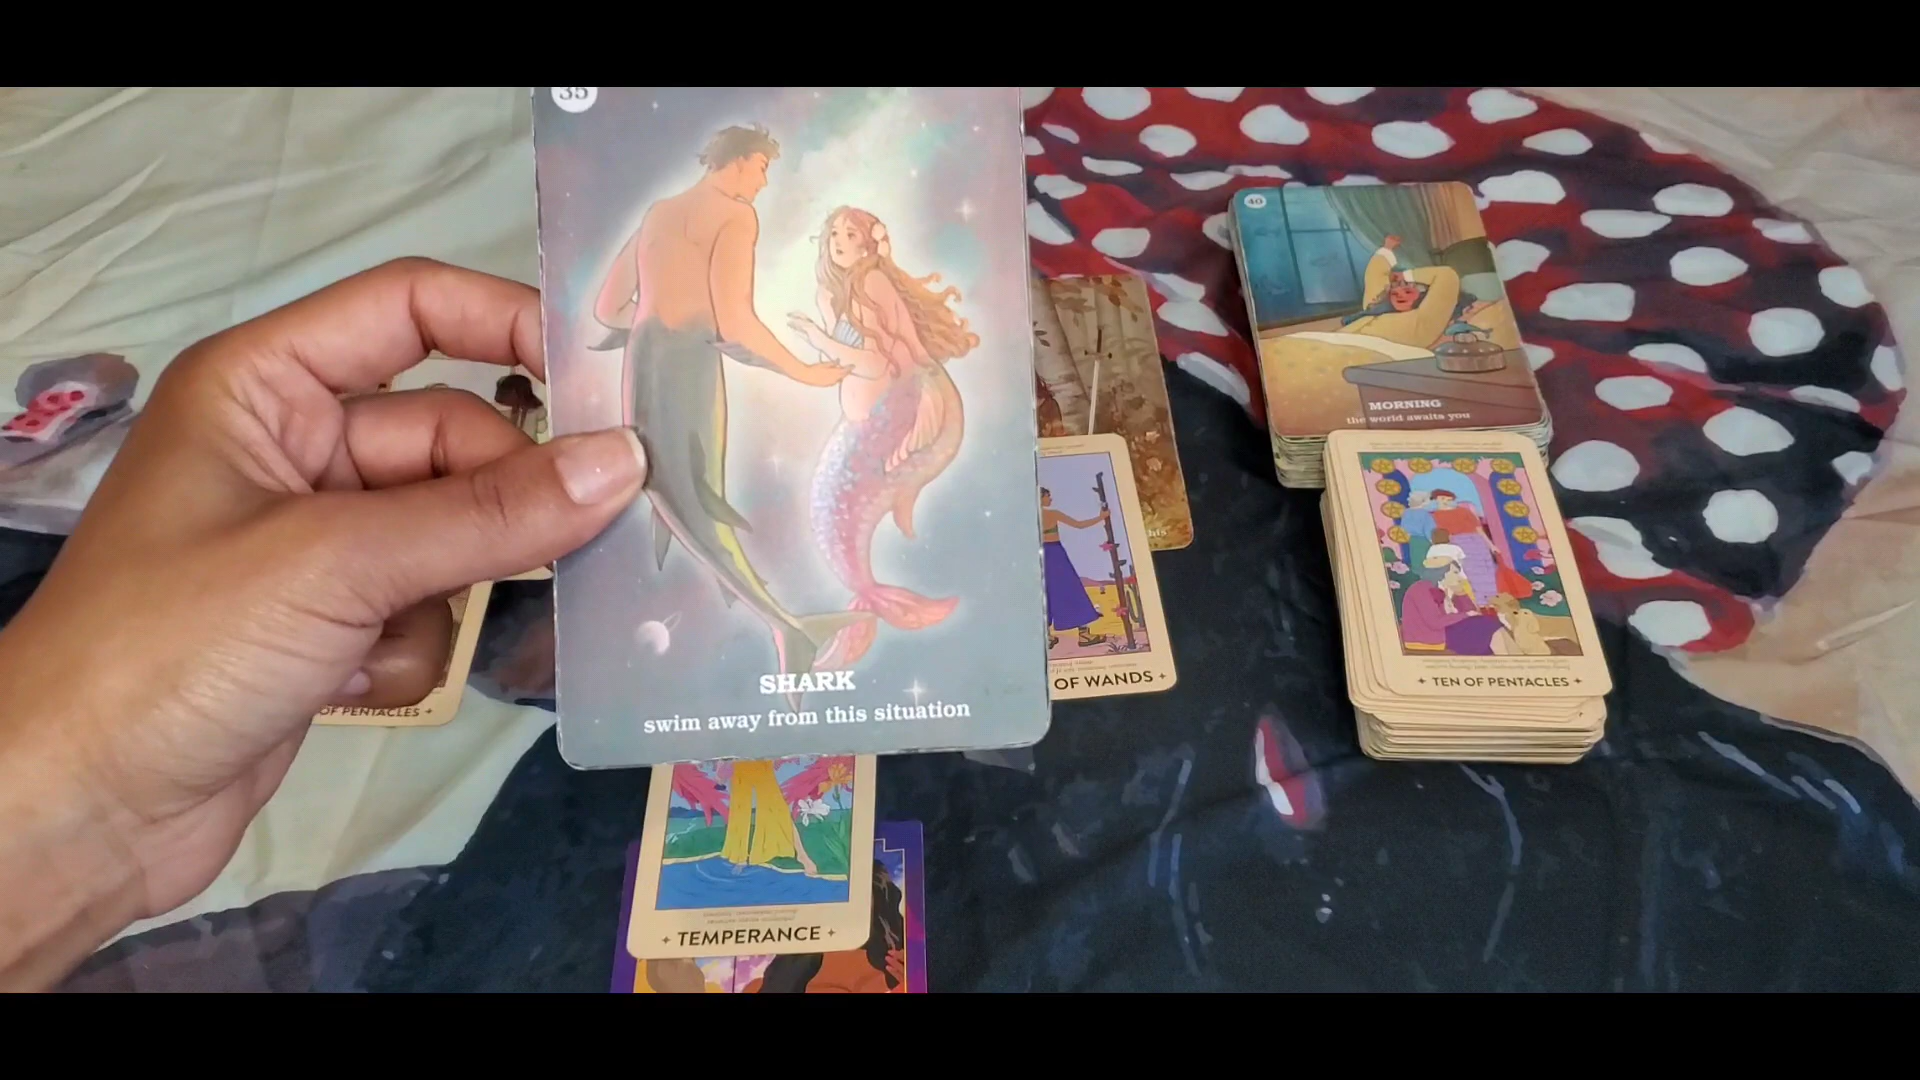 35
SHARK
swim away from this situation
40
MORNING
the world awaits you
his
OF WANDS +
+ TEN OF PENTACLES +
OF PENTACLES +
+ TEMPERANCE +